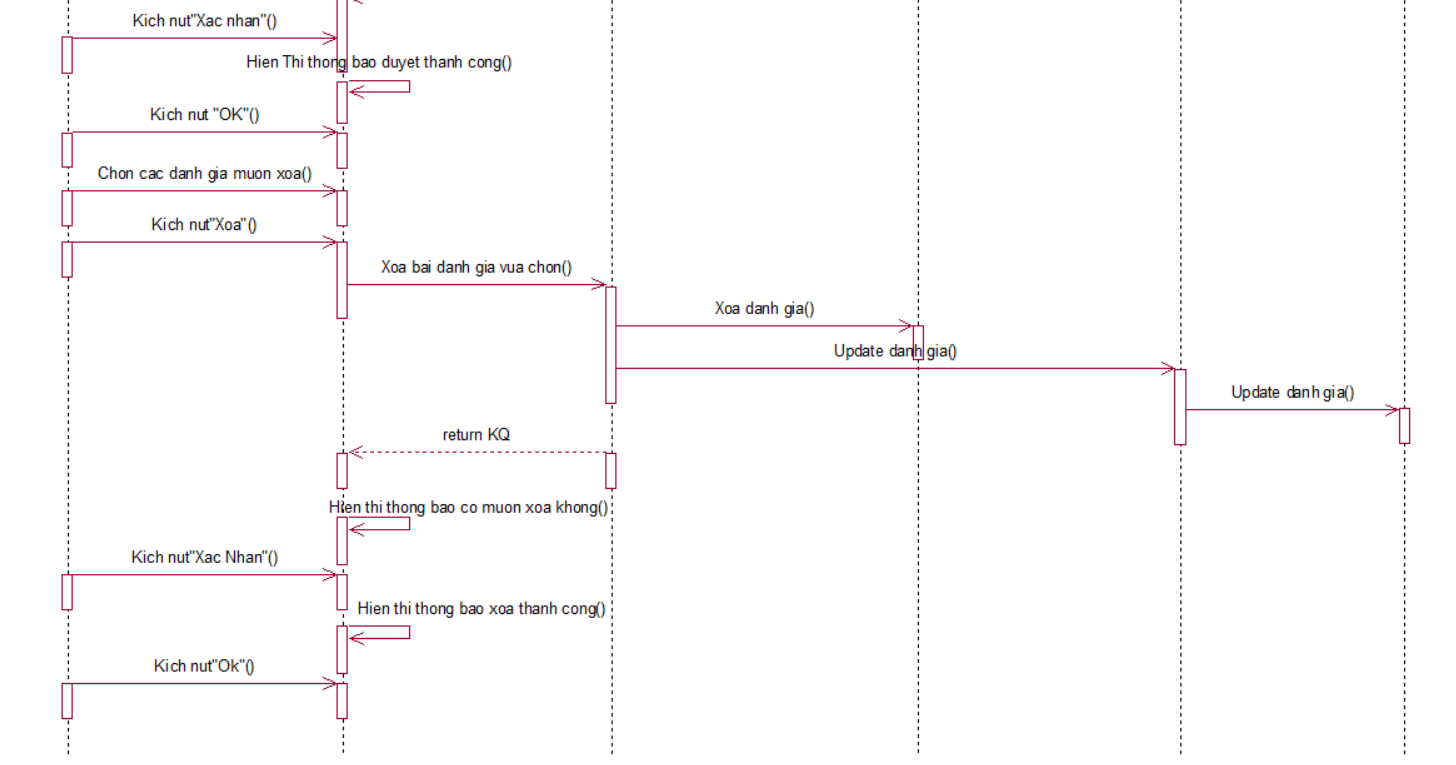 Kich nut"Xac nhan"()
Hien Thi thong bao duyet thanh cong()
Kich nut "OK"()
Chon cac danh gia muon xoa()
Kich nut"Xoa"()
Xoa bai danh gia vua chon()
Xoa danh gia()
Update danh gia()
Update danh gia()
return KQ
Hien thi thong bao co muon xoa khong()
Kich nut"Xac Nhan"()
Hien thi thong bao xoa thanh cong()
Kich nut"Ok"()